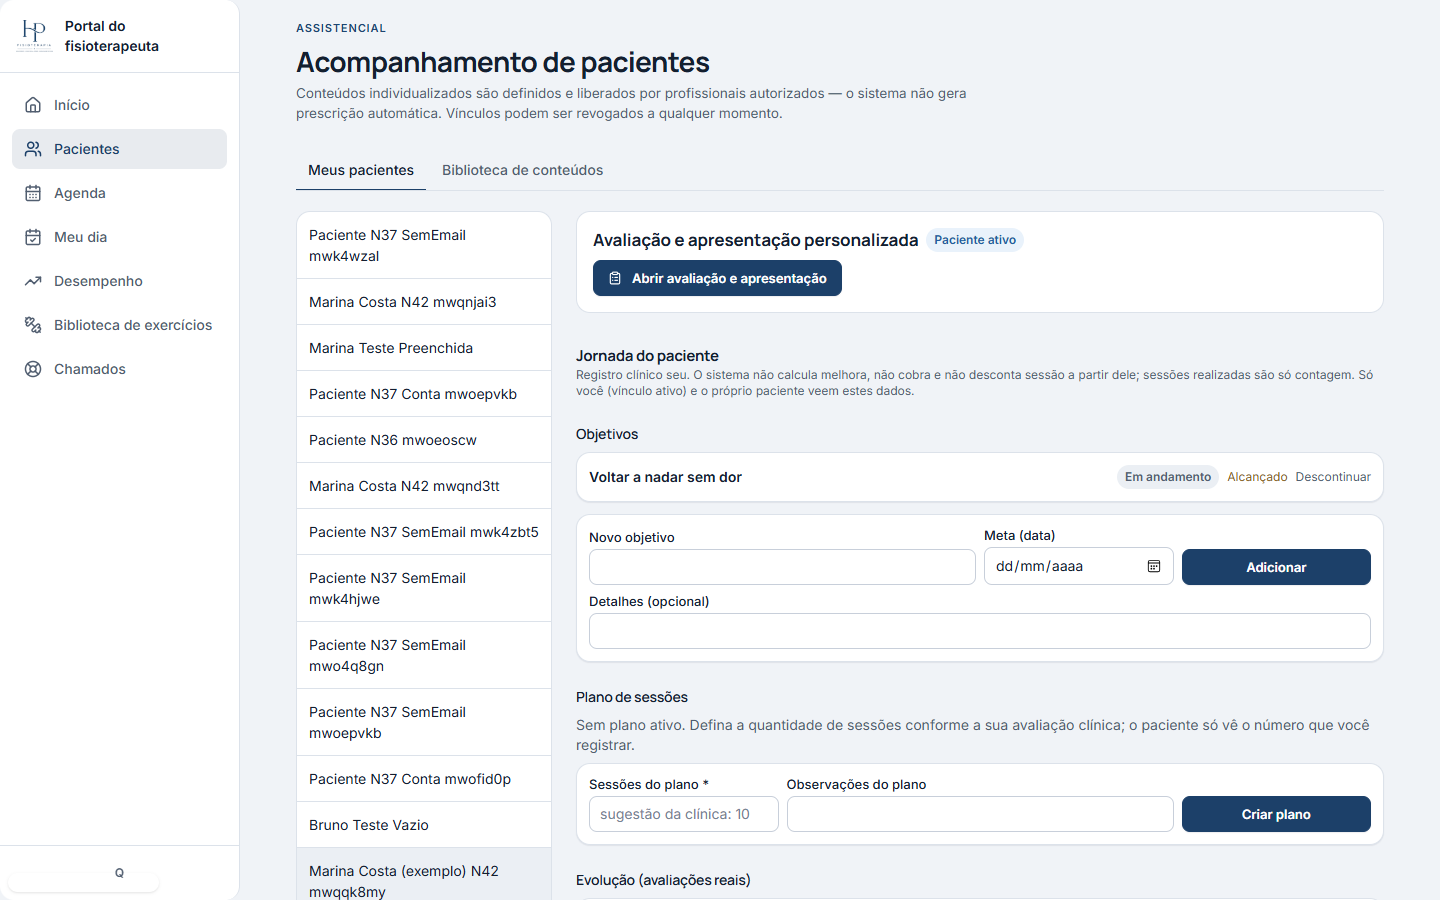 hp
FISIOTERAPIA
Portal do
fisioterapeuta
Início
Pacientes
Agenda
Meu dia
Desempenho
Biblioteca de exercícios
Chamados
Q
ASSISTENCIAL
Acompanhamento de pacientes
Conteúdos individualizados são definidos e liberados por profissionais autorizados — o sistema não gera
prescrição automática. Vínculos podem ser revogados a qualquer momento.
Meus pacientes
Biblioteca de conteúdos
Paciente N37 SemEmail
mwk4wzal
Marina Costa N42 mwqnjai3
Marina Teste Preenchida
Paciente N37 Conta mwoepvkb
Paciente N36 mwoeoscw
Marina Costa N42 mwqnd3tt
Paciente N37 SemEmail mwk4zbt5
Paciente N37 SemEmail
mwk4hjwe
Paciente N37 SemEmail
mwo4q8gn
Paciente N37 SemEmail
mwoepvkb
Paciente N37 Conta mwofid0p
Bruno Teste Vazio
Marina Costa (exemplo) N42
mwqqk8my
Avaliação e apresentação personalizada
Paciente ativo
Abrir avaliação e apresentação
Jornada do paciente
Registro clínico seu. O sistema não calcula melhora, não cobra e não desconta sessão a partir dele; sessões realizadas são só contagem. Só
você (vínculo ativo) e o próprio paciente veem estes dados.
Objetivos
Voltar a nadar sem dor
Em andamento
Alcançado
Descontinuar
Novo objetivo
Meta (data)
dd/mm/aaaa
Adicionar
Detalhes (opcional)
Plano de sessões
Sem plano ativo. Defina a quantidade de sessões conforme a sua avaliação clínica; o paciente só vê o número que você
registrar.
Sessões do plano *
Observações do plano
sugestão da clínica: 10
Criar plano
Evolução (avaliações reais)